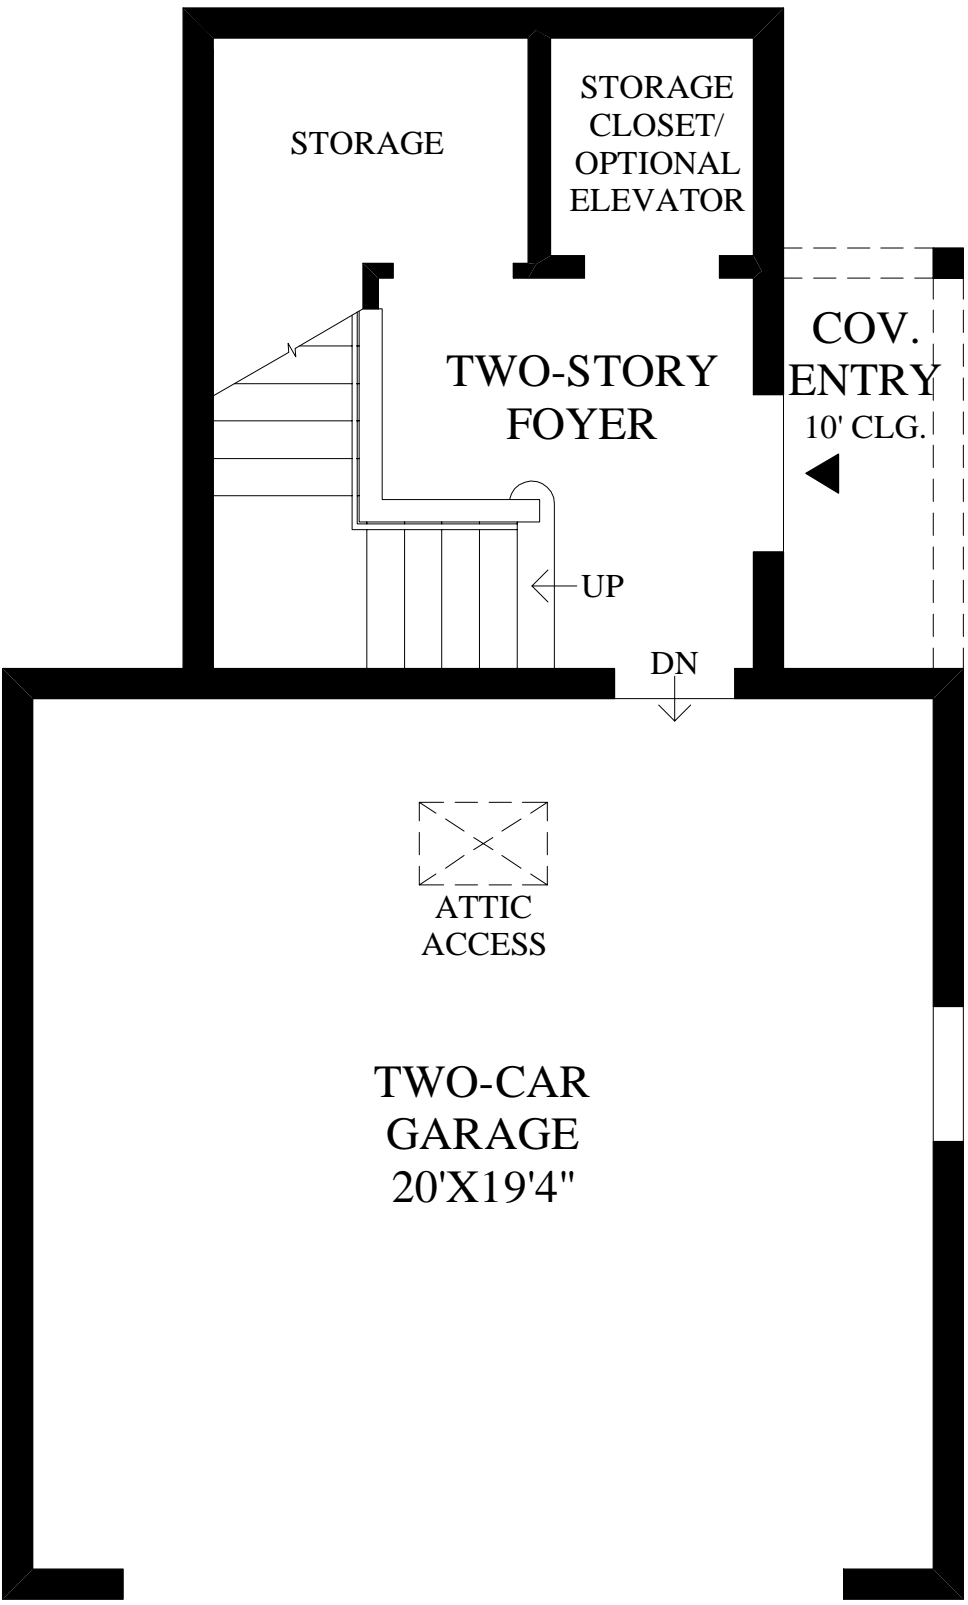 STORAGE
STORAGE
CLOSET/
OPTIONAL
ELEVATOR
TWO-STORY
FOYER
COV.
ENTRY
10' CLG.
UP
DN
ATTIC
ACCESS
TWO-CAR
GARAGE
20'X19'4"